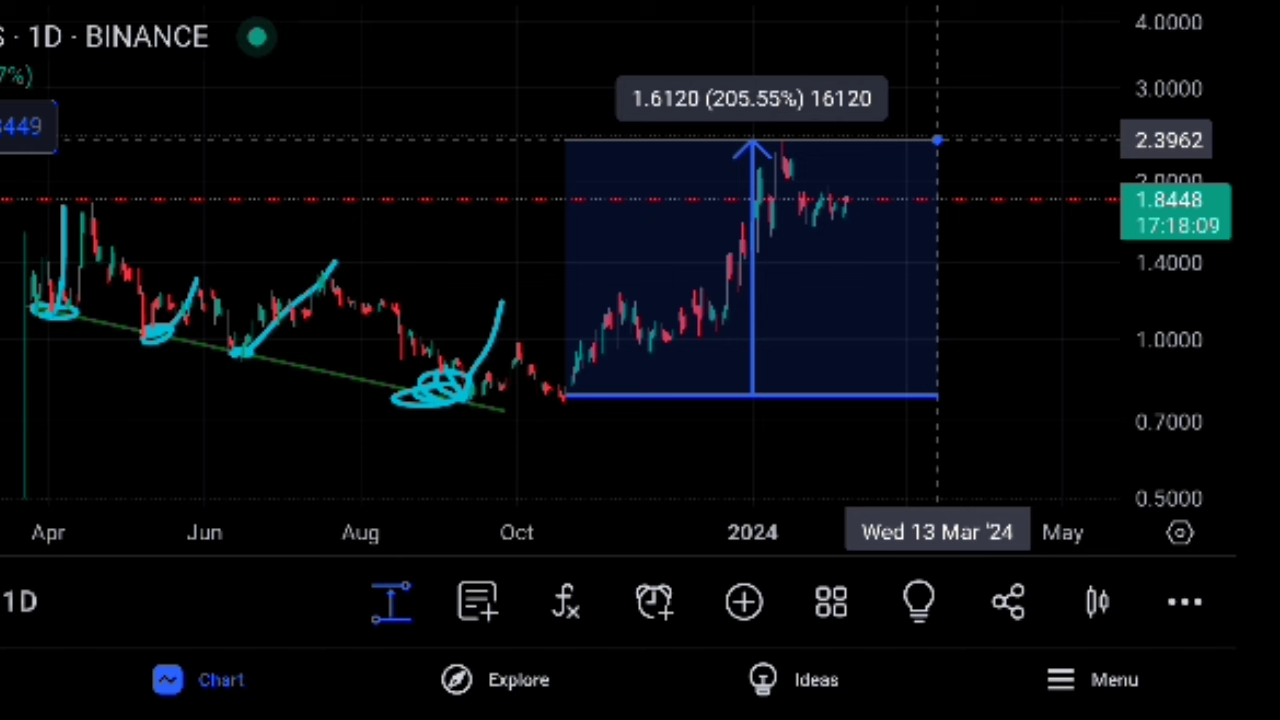 · 1D · BINANCE
7%)
3449
1.6120 (205.55%) 16120
4.0000
3.0000
2.3962
2.0000
1.8448
17:18:09
1.4000
1.0000
0.7000
0.5000
Apr Jun Aug Oct 2024 Wed 13 Mar '24 May
1D
Chart Explore Ideas Menu